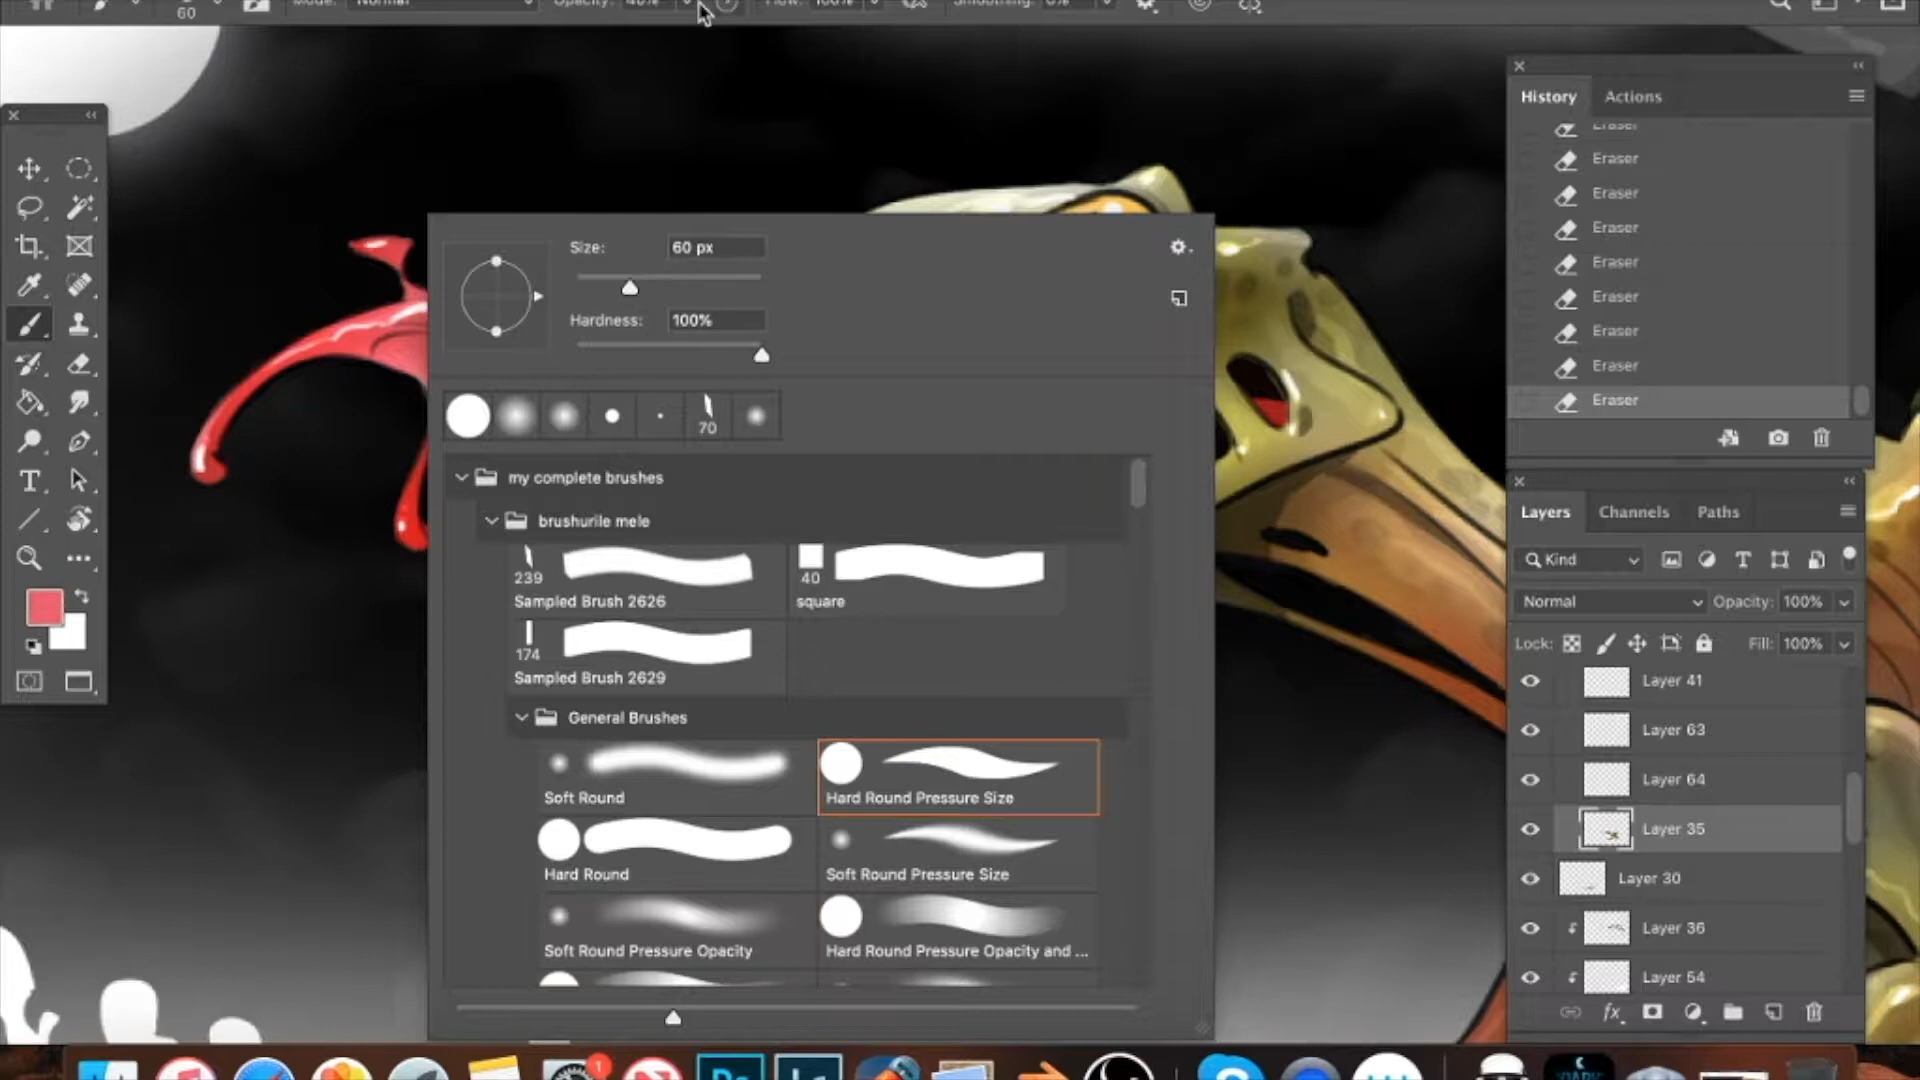 60
Mode: Normal
Opacity: 40%
Flow: 100%
Smoothing: 0%
Size: 60 px
Hardness: 100%
70
my complete brushes
brushurile mele
239
Sampled Brush 2626
40
square
174
Sampled Brush 2629
General Brushes
Soft Round
Hard Round Pressure Size
Hard Round
Soft Round Pressure Size
Soft Round Pressure Opacity
Hard Round Pressure Opacity and ...
History
Actions
Eraser
Eraser
Eraser
Eraser
Eraser
Eraser
Eraser
Eraser
Eraser
Layers
Channels
Paths
Kind
Normal
Opacity: 100%
Lock:
Fill: 100%
Layer 41
Layer 63
Layer 64
Layer 35
Layer 30
Layer 36
Layer 54
fx
1
Ps